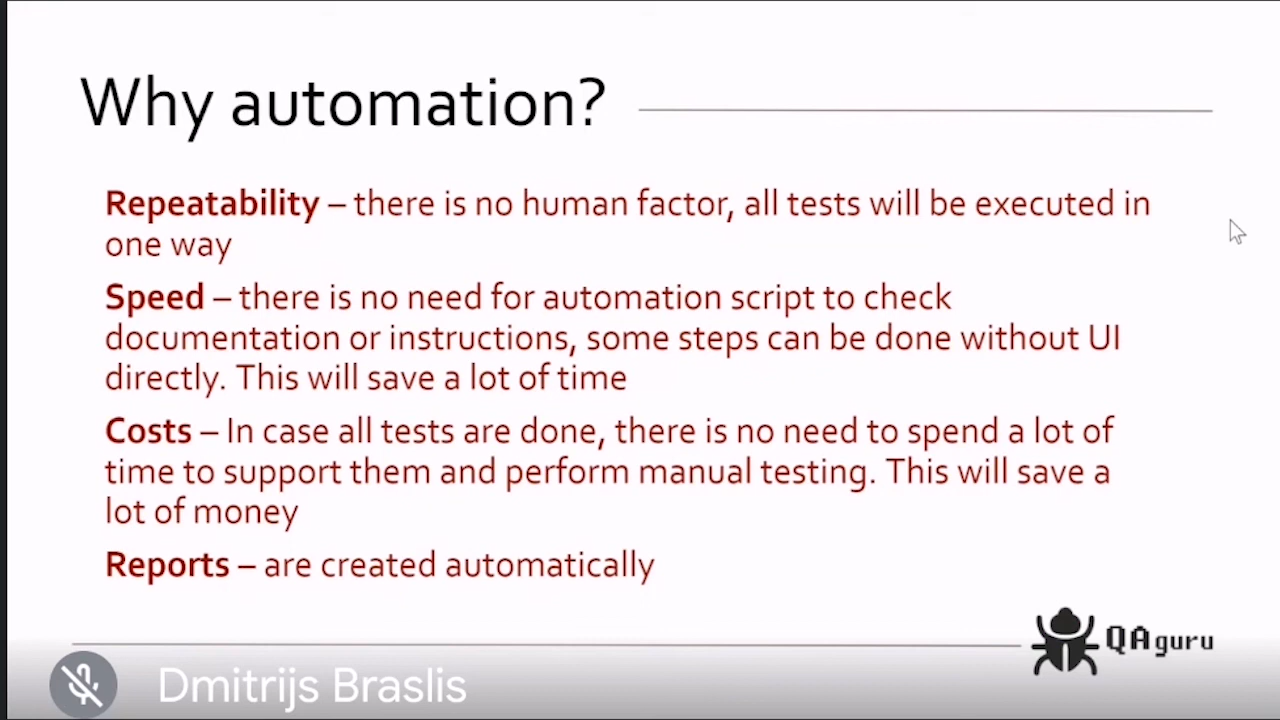 Why automation?
Repeatability – there is no human factor, all tests will be executed in
one way
Speed – there is no need for automation script to check
documentation or instructions, some steps can be done without UI
directly. This will save a lot of time
Costs – In case all tests are done, there is no need to spend a lot of
time to support them and perform manual testing. This will save a
lot of money
Reports – are created automatically
QA guru
Dmitrijs Braslis